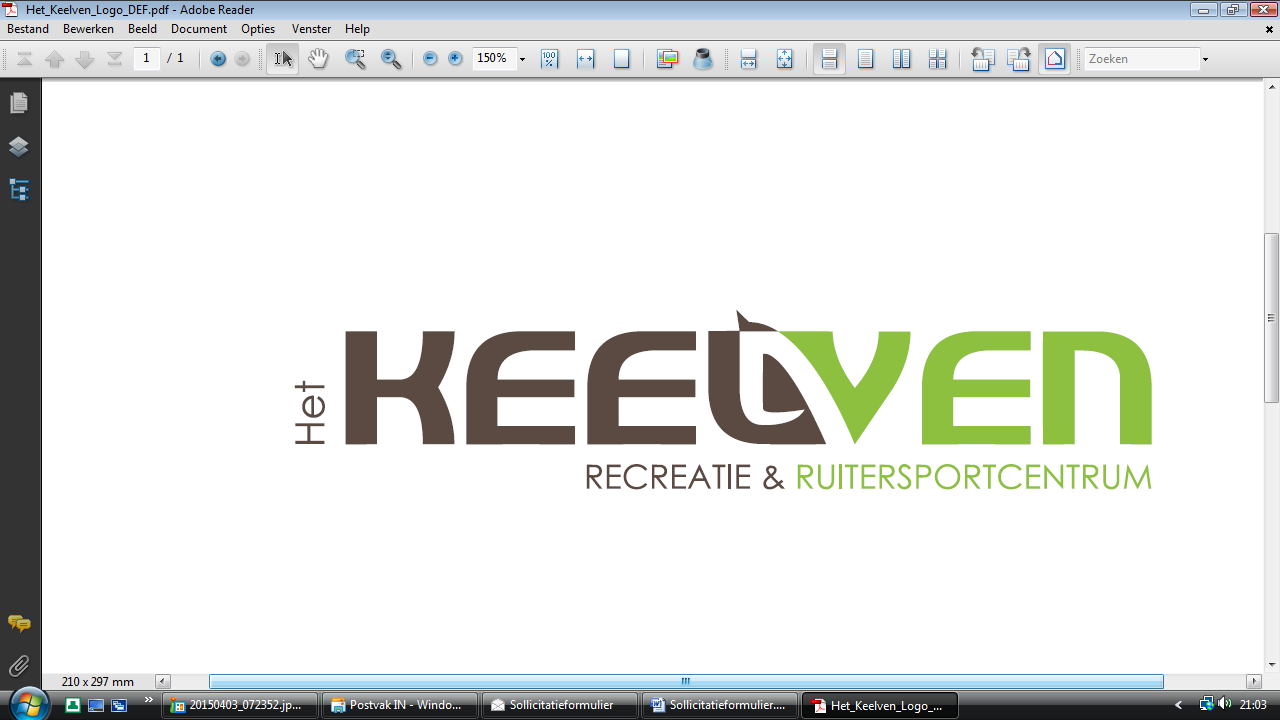 Het_Keelven_Logo_DEF.pdf - Adobe Reader
Bestand Bewerken Beeld Document Opties Venster Help
1 / 1 150% Zoeken
Het
KEELVEN
RECREATIE & RUITERSPORTCENTRUM
210 x 297 mm
20150403_072352.jp... Postvak IN - Windo... Sollicitatieformulier Sollicitatieformulier.... Het_Keelven_Logo_... 21:03